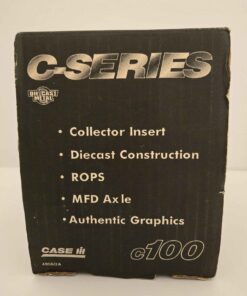 C-SERIES
DIE-CAST
METAL
• Collector Insert
• Diecast Construction
• ROPS
• MFD Axle
• Authentic Graphics
CASE IH
c100